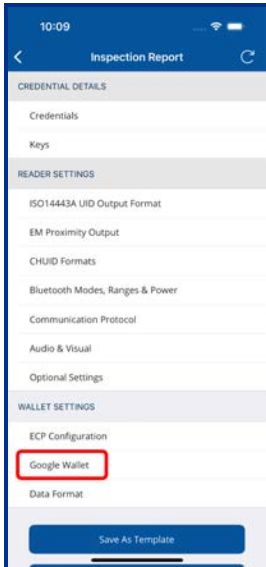 10:09
Inspection Report
CREDENTIAL DETAILS
Credentials
Keys
READER SETTINGS
ISO14443A UID Output Format
EM Proximity Output
CHUID Formats
Bluetooth Modes, Ranges & Power
Communication Protocol
Audio & Visual
Optional Settings
WALLET SETTINGS
ECP Configuration
Google Wallet
Data Format
Save As Template